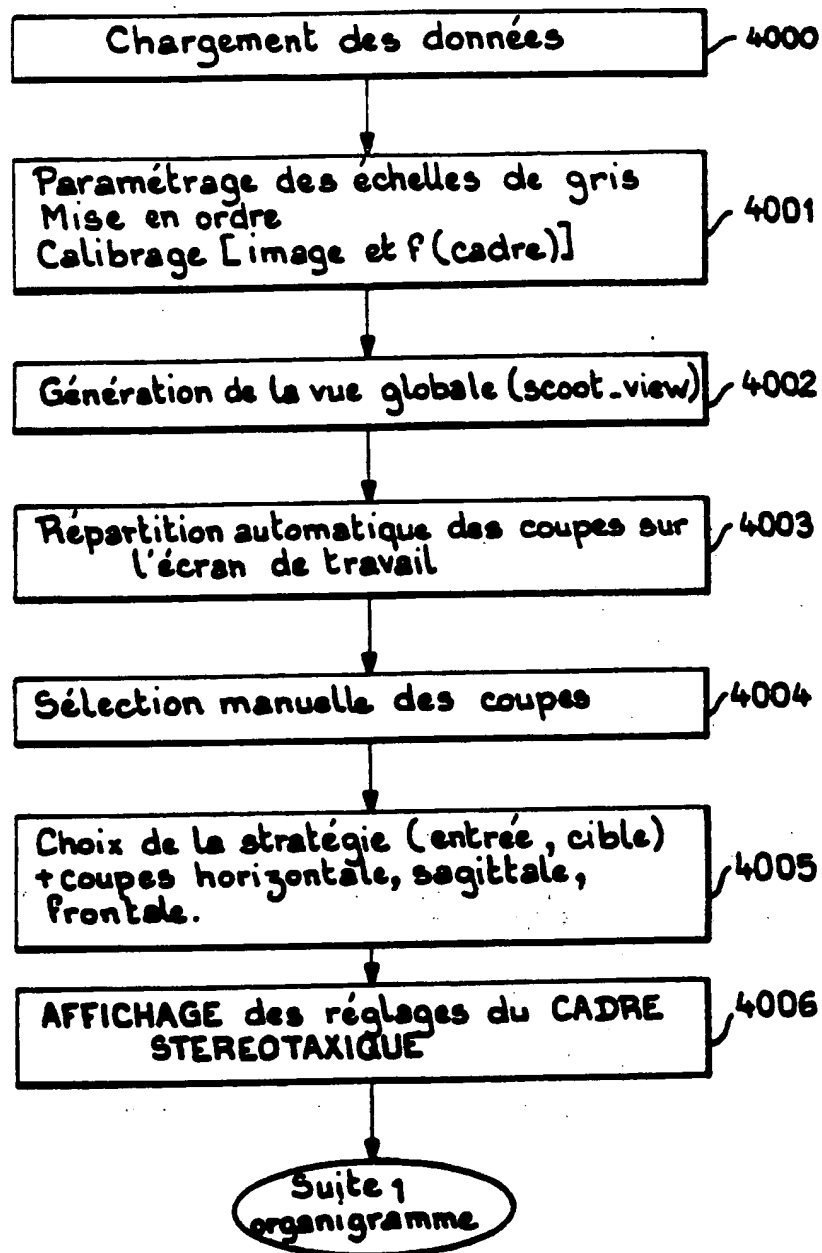 Chargement des données
4000
Paramétrage des échelles de gris
Mise en ordre
Calibrage [image et f(cadre)]
4001
Génération de la vue globale (scoot_view)
4002
Répartition automatique des coupes sur
l'écran de travail
4003
Sélection manuelle des coupes
4004
Choix de la stratégie (entrée, cible)
+ coupes horizontale, sagittale,
frontale.
4005
AFFICHAGE des réglages du CADRE
STEREOTAXIQUE
4006
Suite 1
organigramme